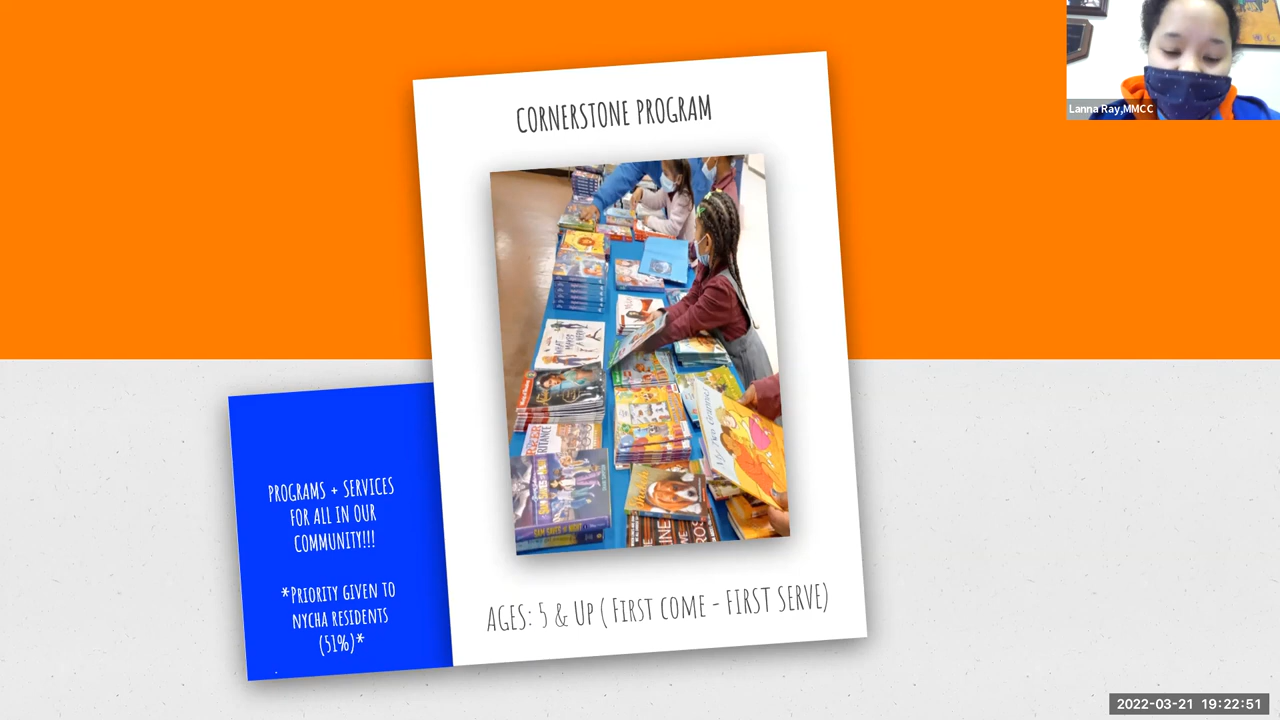 Lanna Ray,MMCC
CORNERSTONE PROGRAM
PROGRAMS + SERVICES
FOR ALL IN OUR
COMMUNITY!!!
*PRIORITY GIVEN TO
NYCHA RESIDENTS
(51%)*
AGES: 5 & UP ( FIRST COME - FIRST SERVE)
2022-03-21 19:22:51